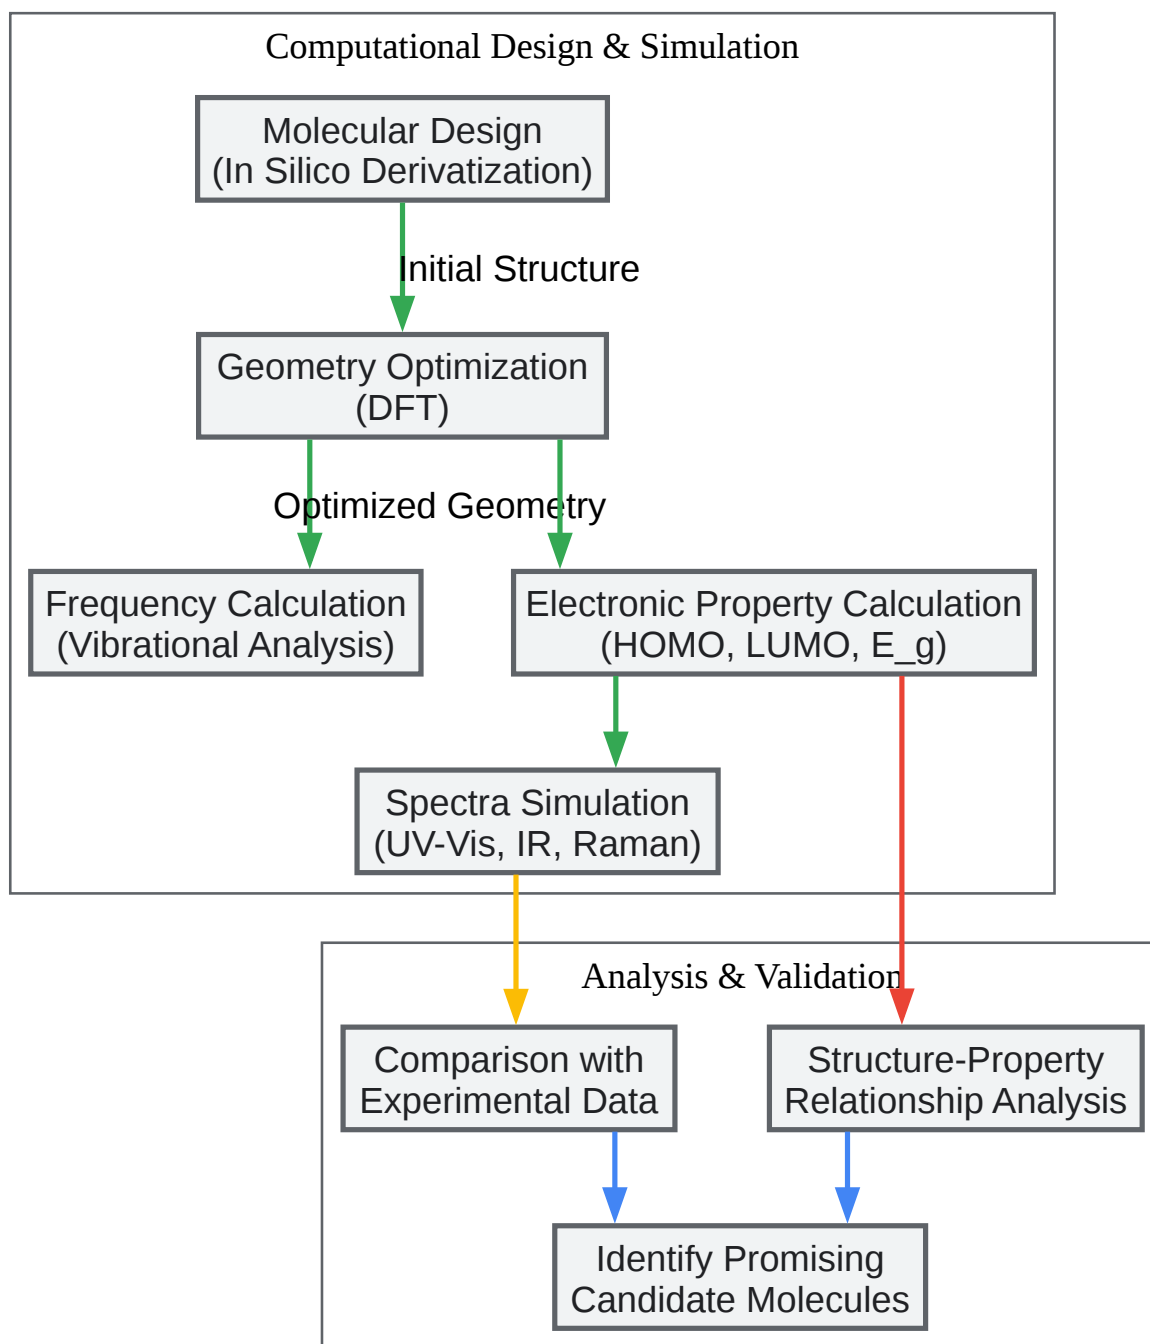 Computational Design & Simulation
Molecular Design
(In Silico Derivatization)
Initial Structure
Geometry Optimization
(DFT)
Optimized Geometry
Frequency Calculation
(Vibrational Analysis)
Electronic Property Calculation
(HOMO, LUMO, E_g)
Spectra Simulation
(UV-Vis, IR, Raman)
Analysis & Validation
Comparison with
Experimental Data
Structure-Property
Relationship Analysis
Identify Promising
Candidate Molecules